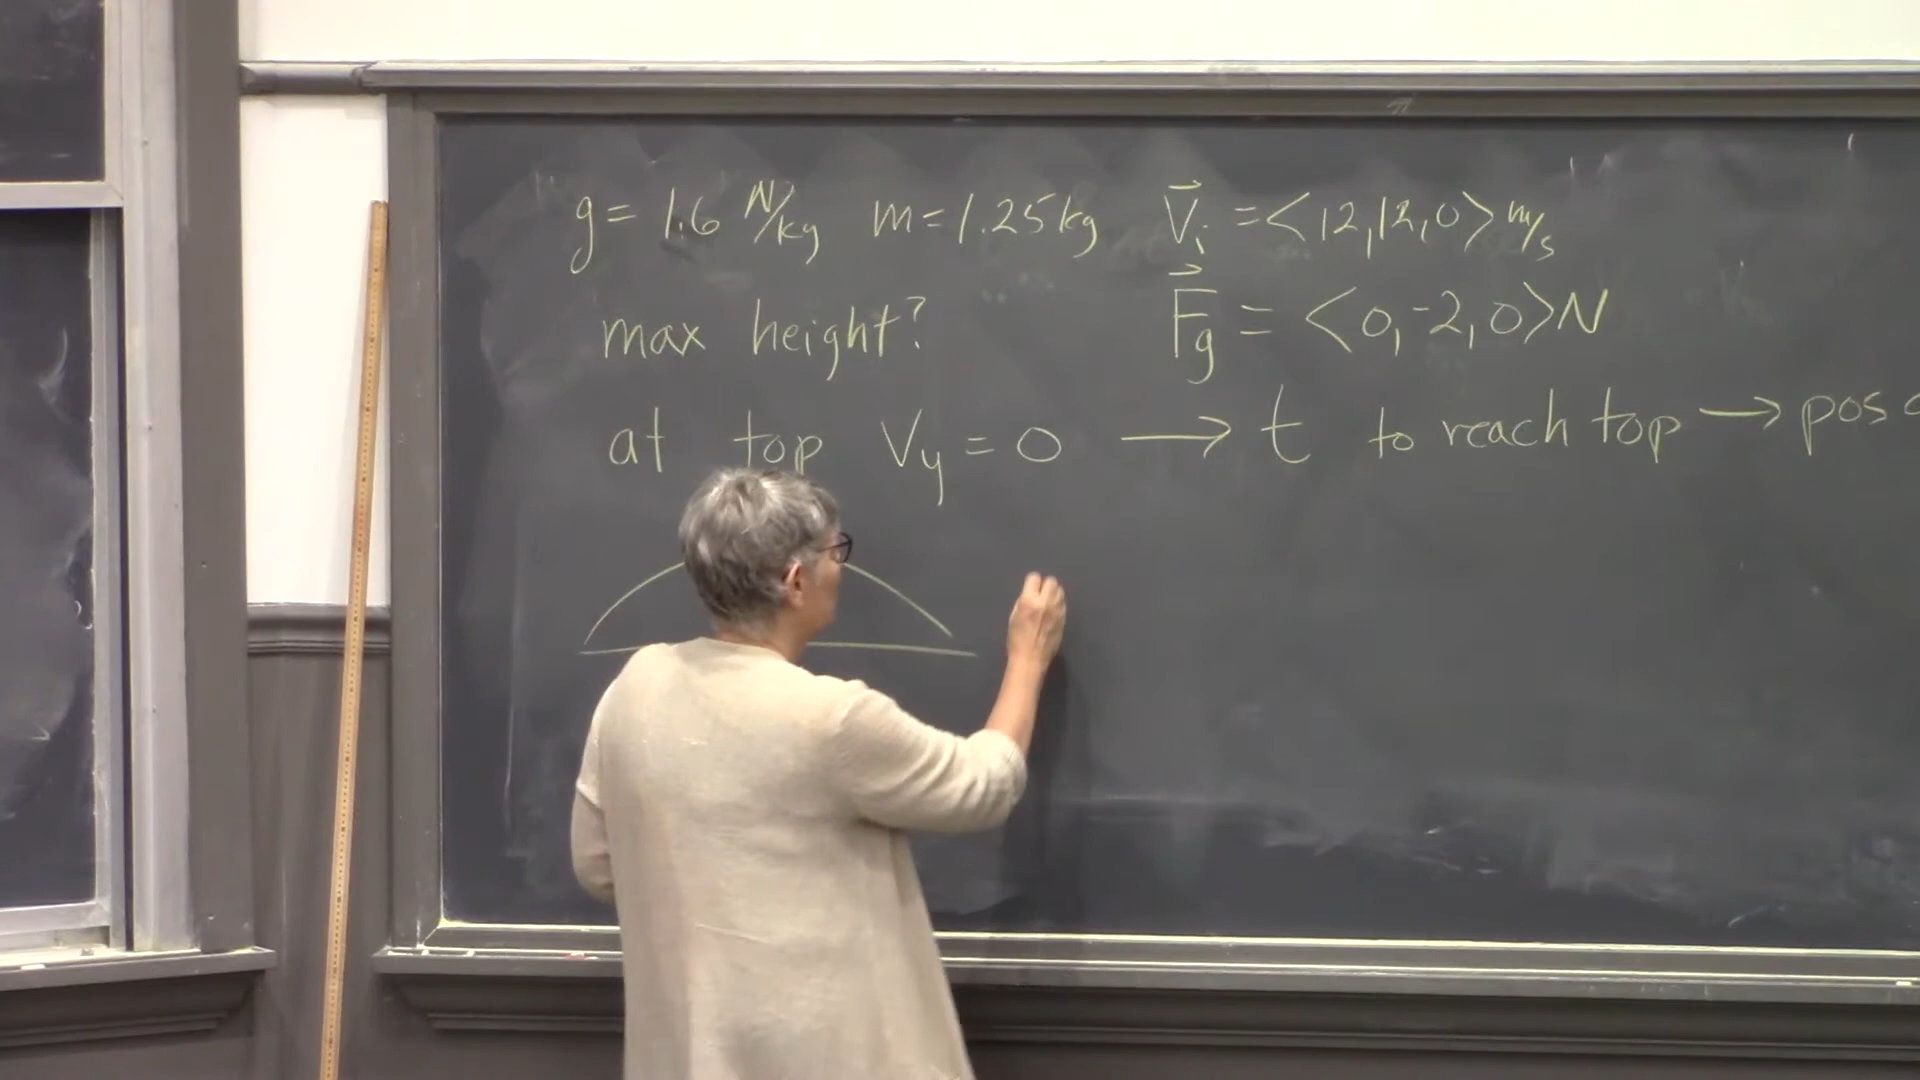 g = 1.6 N/kg m = 1.25 kg V⃗i = <12, 12, 0> m/s
max height? F⃗g = <0, -2, 0> N
at top Vy = 0 → t to reach top → pos